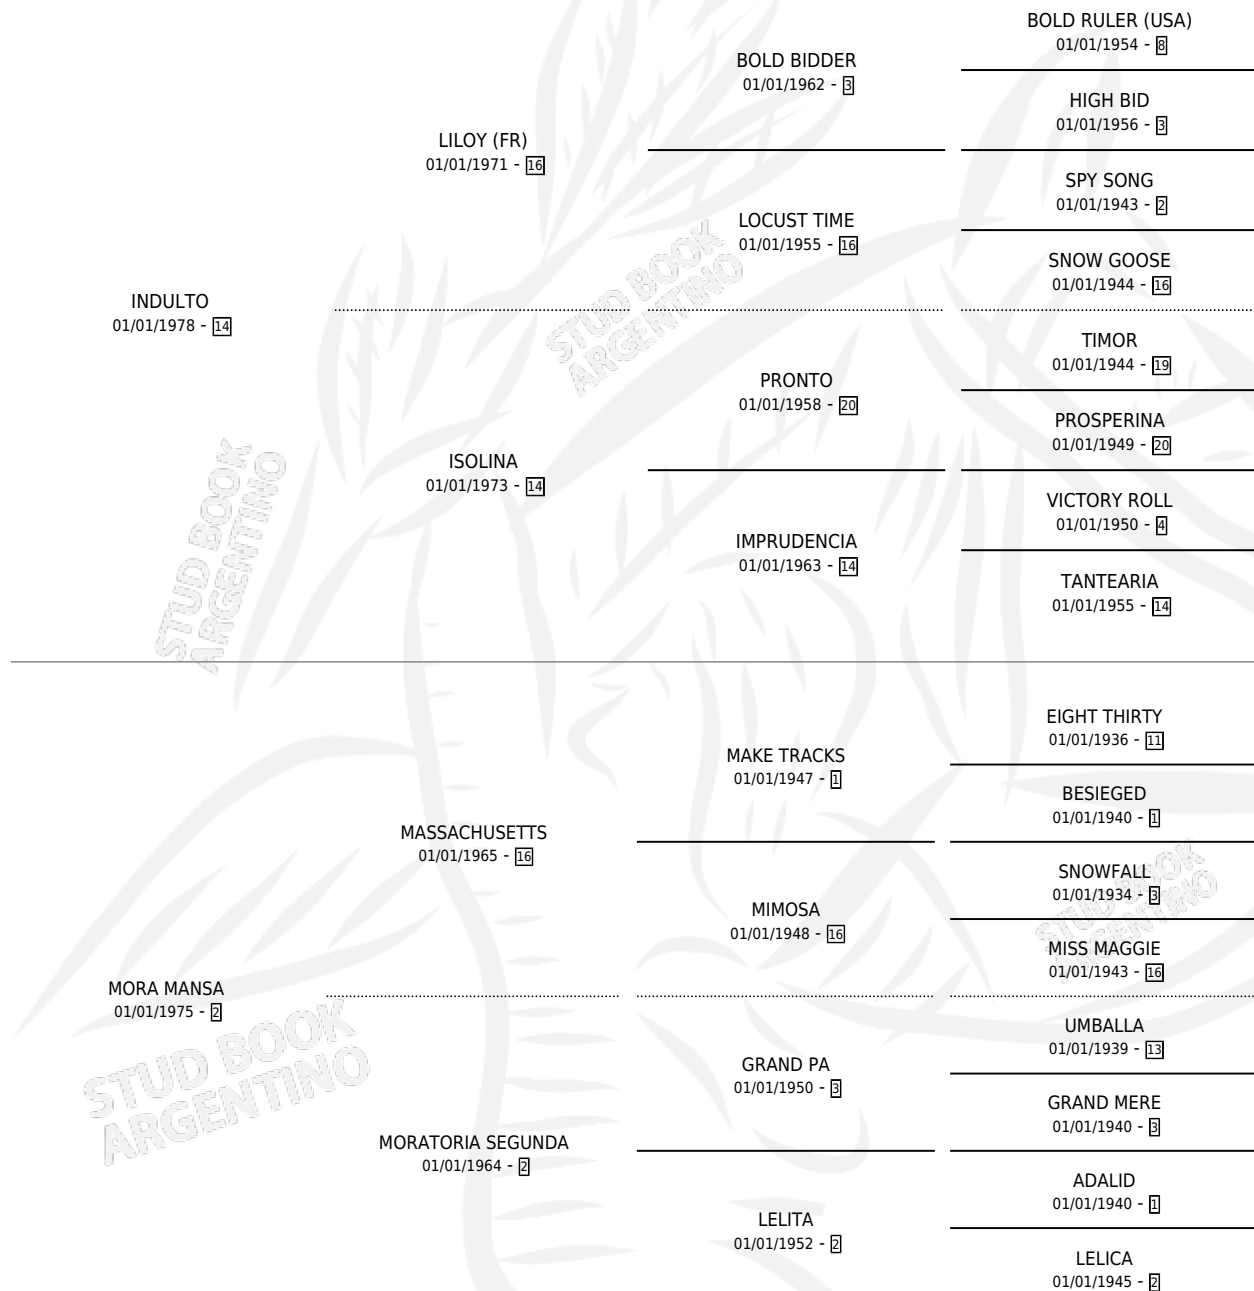 BOLD RULER (USA)
01/01/1954 - 8
BOLD BIDDER
01/01/1962 - 3
HIGH BID
01/01/1956 - 3
LILOY (FR)
01/01/1971 - 16
SPY SONG
01/01/1943 - 2
LOCUST TIME
01/01/1955 - 16
SNOW GOOSE
01/01/1944 - 16
INDULTO
01/01/1978 - 14
STUD BOOK
ARGENTINO
TIMOR
01/01/1944 - 19
PRONTO
01/01/1958 - 20
PROSPERINA
01/01/1949 - 20
ISOLINA
01/01/1973 - 14
VICTORY ROLL
01/01/1950 - 4
IMPRUDENCIA
01/01/1963 - 14
TANTEARIA
01/01/1955 - 14
STUD BOOK
ARGENTINO
EIGHT THIRTY
01/01/1936 - 11
MAKE TRACKS
01/01/1947 - 1
BESIEGED
01/01/1940 - 1
MASSACHUSETTS
01/01/1965 - 16
SNOWFALL
01/01/1934 - 3
MIMOSA
01/01/1948 - 16
MISS MAGGIE
01/01/1943 - 16
STUD BOOK
ARGENTINO
MORA MANSA
01/01/1975 - 2
UMBALLA
01/01/1939 - 13
GRAND PA
01/01/1950 - 3
GRAND MERE
01/01/1940 - 3
STUD BOOK
ARGENTINO
MORATORIA SEGUNDA
01/01/1964 - 2
ADALID
01/01/1940 - 1
LELITA
01/01/1952 - 2
LELICA
01/01/1945 - 2